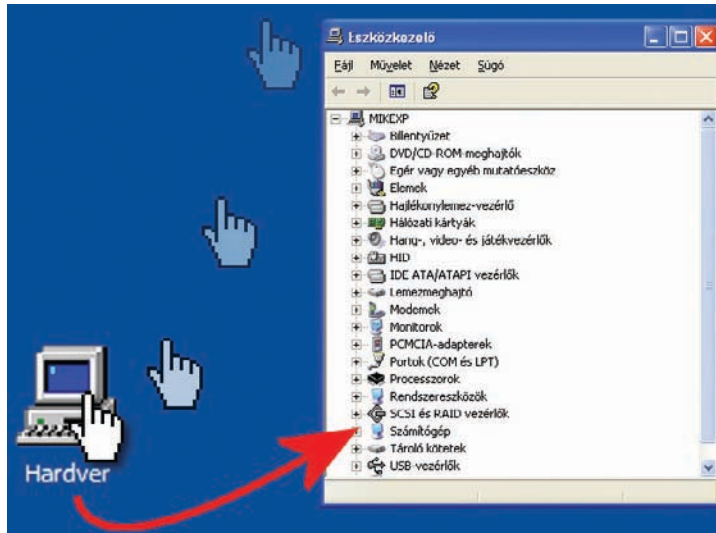 Eszközkezelő
Fájl Művelet Nézet Súgó
MIKEXP
Billentyűzet
DVD/CD-ROM-meghajtók
Egér vagy egyéb mutatóeszköz
Elemek
Hajlékonylemez-vezérlő
Hálózati kártyák
Hang-, video- és játékvezérlők
HID
IDE ATA/ATAPI vezérlők
Lemezmeghajtó
Modemek
Monitorok
PCMCIA-adapterek
Portok (COM és LPT)
Processzorok
Rendszereszközök
SCSI és RAID vezérlők
Számítógép
Tároló kötetek
USB-vezérlők
Hardver